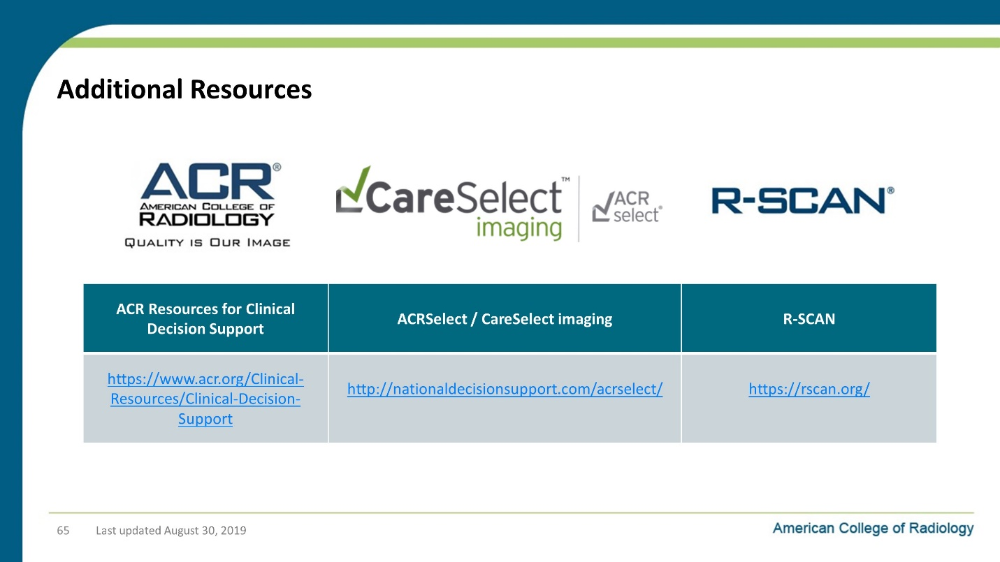 Additional Resources
ACR®
AMERICAN COLLEGE OF
RADIOLOGY
QUALITY IS OUR IMAGE
CareSelect™
imaging
ACR
select®
R-SCAN®
ACR Resources for Clinical
Decision Support
ACRSelect / CareSelect imaging
R-SCAN
https://www.acr.org/Clinical-
Resources/Clinical-Decision-
Support
http://nationaldecisionsupport.com/acrselect/
https://rscan.org/
65 Last updated August 30, 2019
American College of Radiology